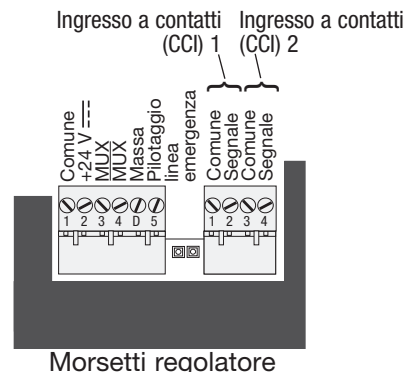 Ingresso a contatti
(CCI) 1
Ingresso a contatti
(CCI) 2
Comune
+24 V
MUX
MUX
Massa
Pilotaggio
linea
emergenza
Comune
Segnale
Comune
Segnale
1 2 3 4 D 5
1 2 3 4
Morsetti regolatore